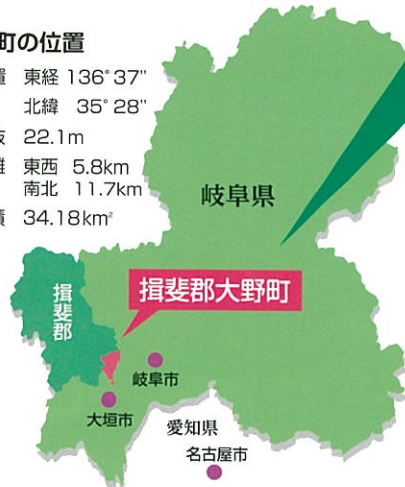 町の位置
東経 136°37"
北緯 35°28"
22.1m
東西 5.8km
南北 11.7km
34.18km²
岐阜県
揖斐郡
揖斐郡大野町
岐阜市
大垣市
愛知県
名古屋市